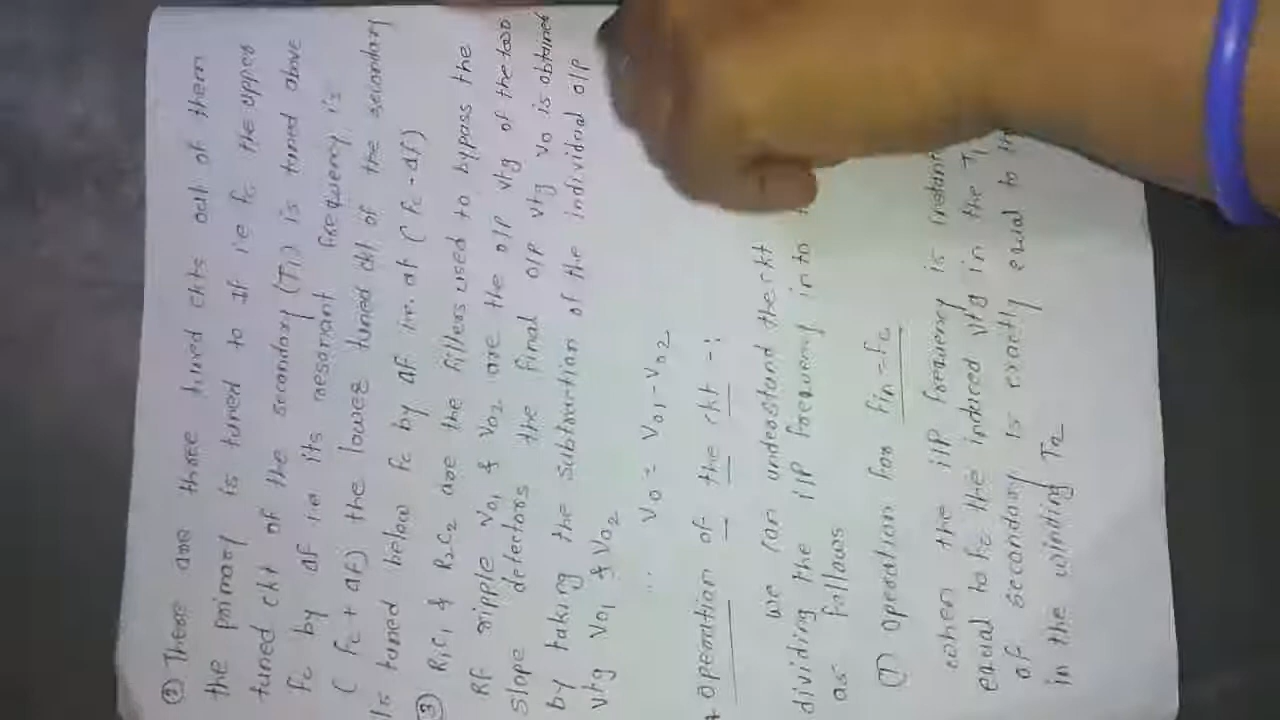 ② There are three tuned ckts out of them
the primary is tuned to If ie fc the upper
tuned ckt of the secondary (T1) is tuned above
fc by Δf i.e its resonant frequency is
( fc + Δf) the lower tuned ckt of the secondary
Is tuned below fc by Δf i.e. at ( fc - Δf)
③ R1C1 & R2C2 are the filters used to bypass the
RF ripple Vo1 & Vo2 are the o/p vtg of the two
slope detectors the final o/p vtg Vo is obtained
by taking the subtraction of the individual o/p
vtg Vo1 & Vo2
∴ Vo = Vo1 - Vo2
* operation of the ckt -:
we can understand the ckt
dividing the i/p frequency into
as follows
① operation for fin = fc
when the i/p frequency is instant
equal to fc the induced vtg in the T1
of secondary is exactly equal to
in the winding T2